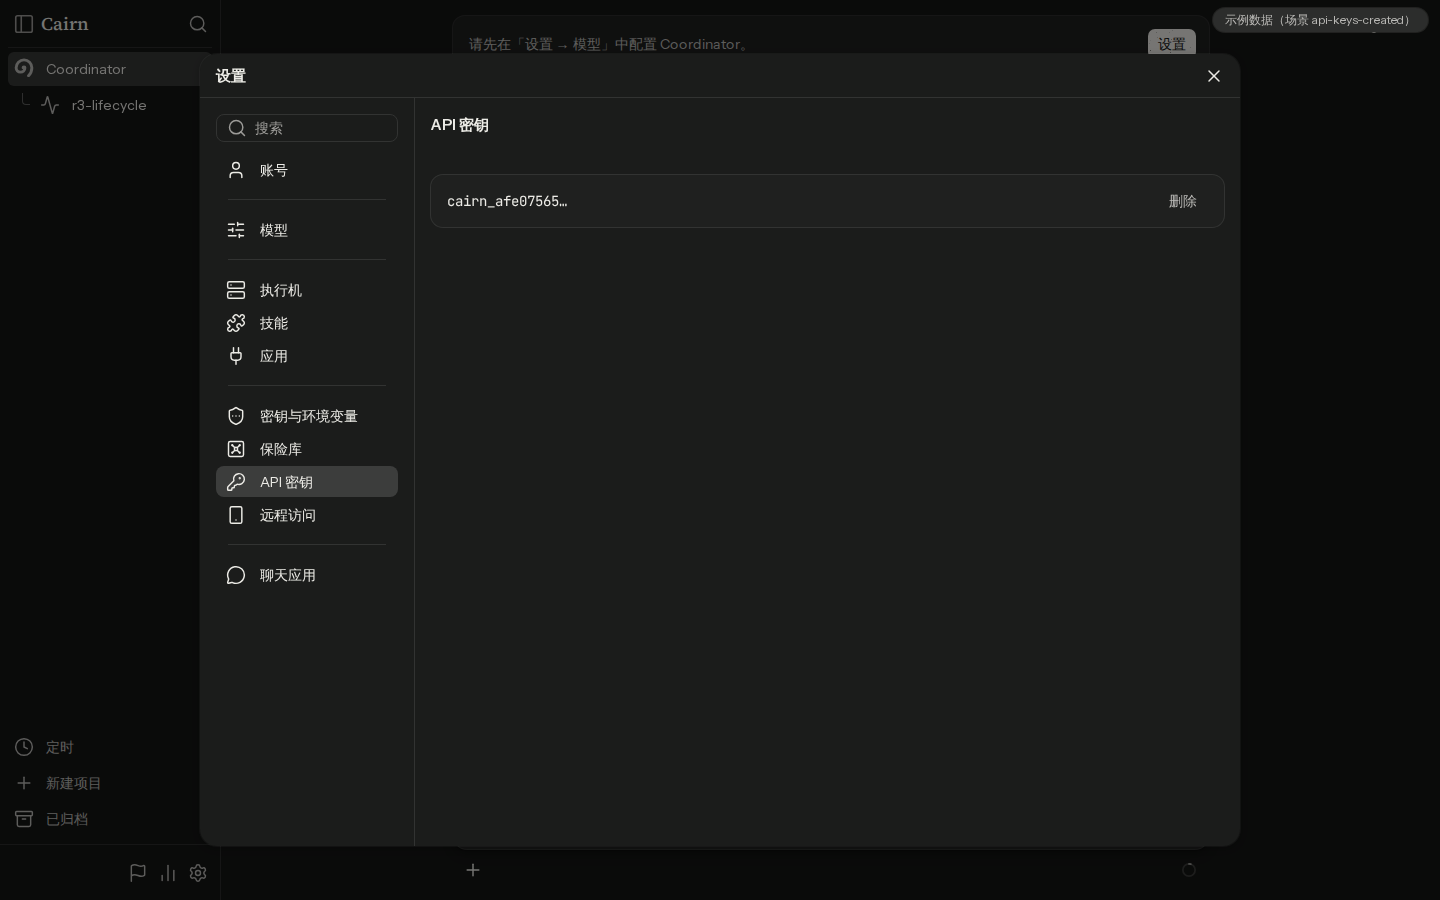 Cairn
Coordinator
r3-lifecycle
定时
新建项目
已归档
请先在「设置 → 模型」中配置 Coordinator。
设置
示例数据（场景 api-keys-created）
设置
搜索
账号
模型
执行机
技能
应用
密钥与环境变量
保险库
API 密钥
远程访问
聊天应用
API 密钥
cairn_afe07565…
删除